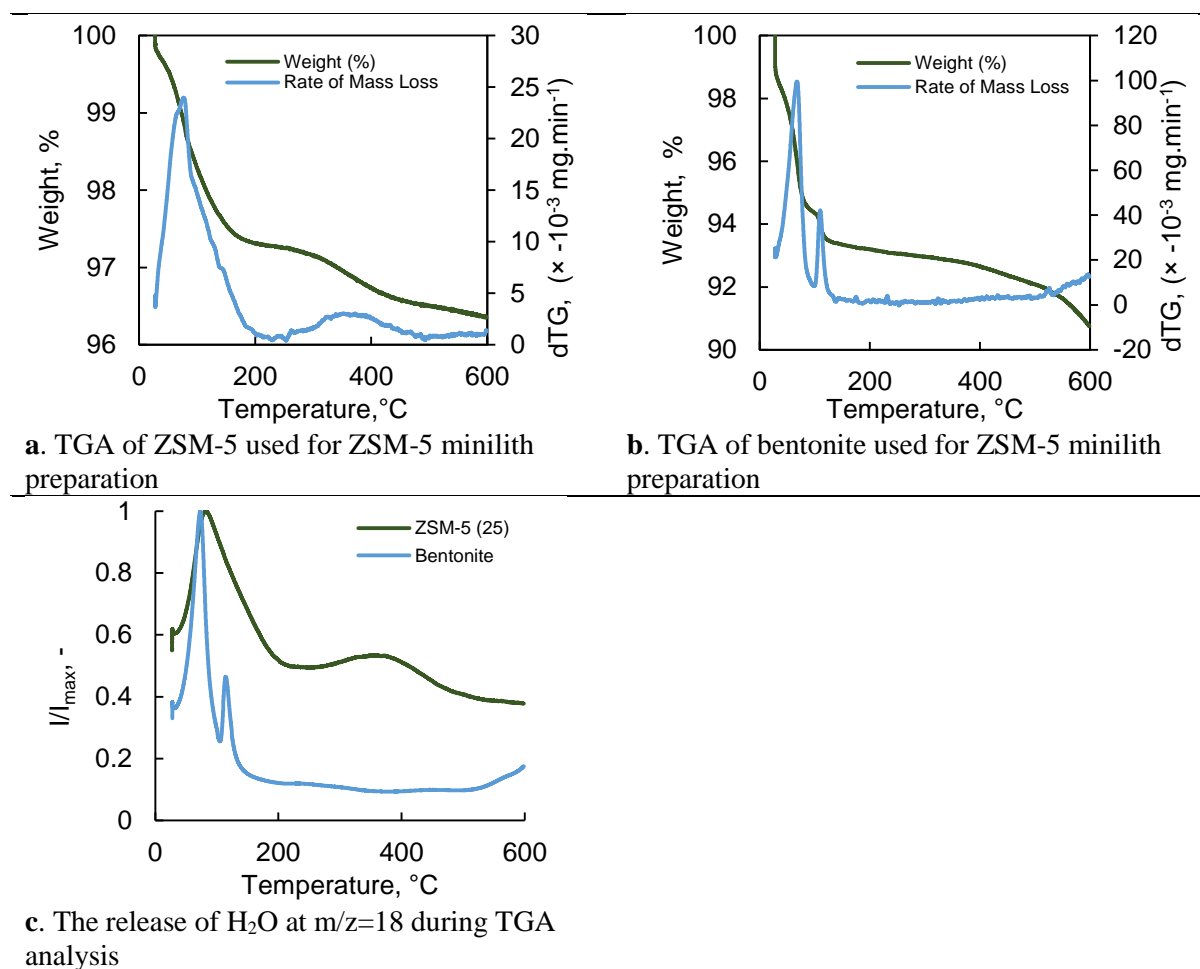 100
99
98
97
96
Weight, %
30
25
20
15
10
5
0
dTG, (× -10⁻³ mg.min⁻¹)
Weight (%)
Rate of Mass Loss
0 200 400 600
Temperature,°C
a. TGA of ZSM-5 used for ZSM-5 minilith
preparation
100
98
96
94
92
90
Weight, %
120
100
80
60
40
20
0
-20
dTG, (× -10⁻³ mg.min⁻¹)
Weight (%)
Rate of Mass Loss
0 200 400 600
Temperature,°C
b. TGA of bentonite used for ZSM-5 minilith
preparation
1
0.8
0.6
0.4
0.2
0
I/Imax, -
ZSM-5 (25)
Bentonite
0 200 400 600
Temperature, °C
c. The release of H₂O at m/z=18 during TGA
analysis